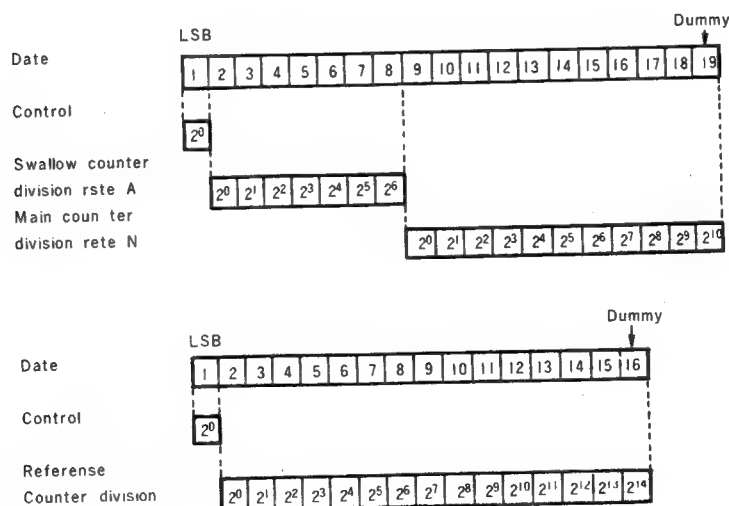 Dummy
LSB
Date 1 2 3 4 5 6 7 8 9 10 11 12 13 14 15 16 17 18 19
Control
2⁰
Swallow counter
division rste A 2⁰ 2¹ 2² 2³ 2⁴ 2⁵ 2⁶
Main coun ter
division rete N 2⁰ 2¹ 2² 2³ 2⁴ 2⁵ 2⁶ 2⁷ 2⁸ 2⁹ 2¹⁰
Dummy
LSB
Date 1 2 3 4 5 6 7 8 9 10 11 12 13 14 15 16
Control 2⁰
Referense
Counter division 2⁰ 2¹ 2² 2³ 2⁴ 2⁵ 2⁶ 2⁷ 2⁸ 2⁹ 2¹⁰ 2¹¹ 2¹² 2¹³ 2¹⁴